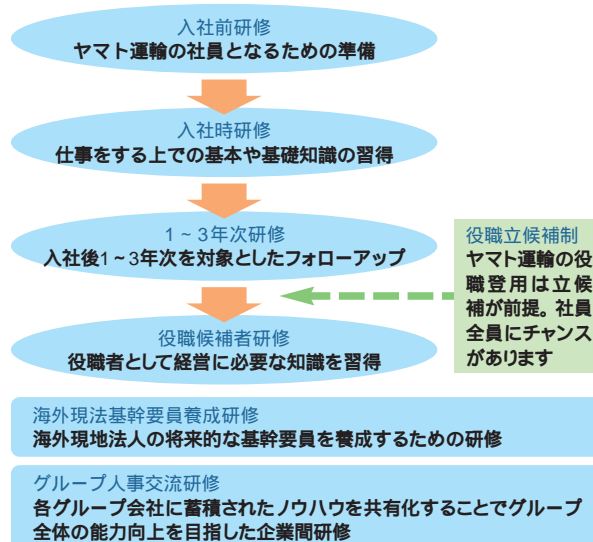 入社前研修
ヤマト運輸の社員となるための準備
入社時研修
仕事をする上での基本や基礎知識の習得
1~3年次研修
入社後1~3年次を対象としたフォローアップ
役職立候補制
ヤマト運輸の役
職登用は立候
補が前提。社員
全員にチャンス
があります
役職候補者研修
役職者として経営に必要な知識を習得
海外現法基幹要員養成研修
海外現地法人の将来的な基幹要員を養成するための研修
グループ人事交流研修
各グループ会社に蓄積されたノウハウを共有化することでグループ
全体の能力向上を目指した企業間研修